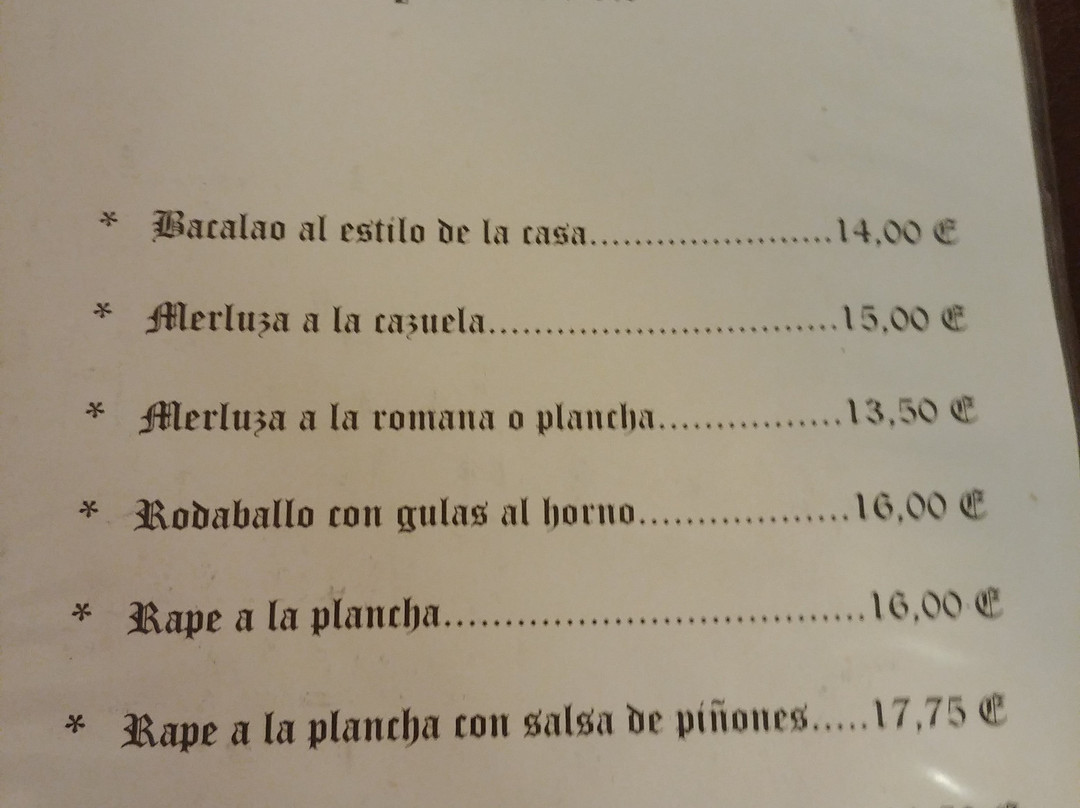 * Bacalao al estilo de la casa......................14,00 €
* Merluza a la cazuela................................15,00 €
* Merluza a la romana o plancha.................13,50 €
* Rodaballo con gulas al horno...................16,00 €
* Rape a la plancha...................................16,00 €
* Rape a la plancha con salsa de piñones.....17,75 €